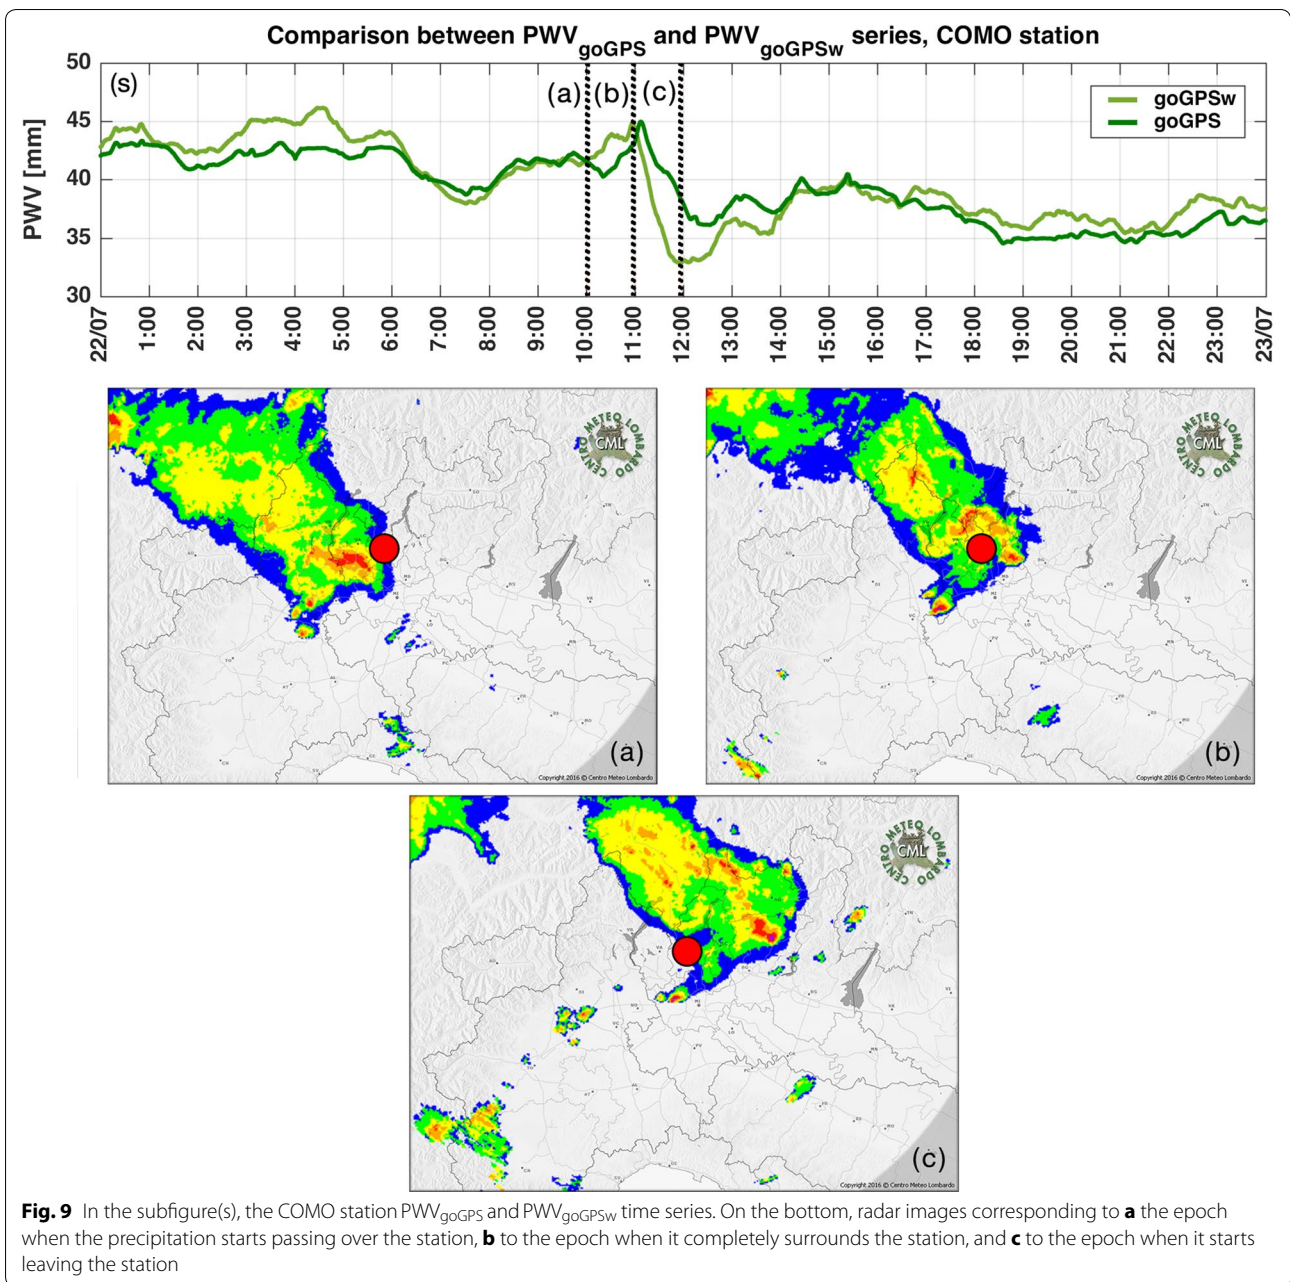 Comparison between PWV goGPS and PWV goGPSw series, COMO station
(s)
(a)
(b)
(c)
goGPSw
goGPS
PWV [mm]
50
45
40
35
30
22/07
1:00
2:00
3:00
4:00
5:00
6:00
7:00
8:00
9:00
10:00
11:00
12:00
13:00
14:00
15:00
16:00
17:00
18:00
19:00
20:00
21:00
22:00
23:00
23/07
CENTRO METEO LOMBARDO
CML
(a)
Copyright 2016 © Centro Meteo Lombardo
CENTRO METEO LOMBARDO
CML
(b)
Copyright 2016 © Centro Meteo Lombardo
CENTRO METEO LOMBARDO
CML
(c)
Copyright 2016 © Centro Meteo Lombardo
Fig. 9 In the subfigure(s), the COMO station PWVgoGPS and PWVgoGPSw time series. On the bottom, radar images corresponding to a the epoch
when the precipitation starts passing over the station, b to the epoch when it completely surrounds the station, and c to the epoch when it starts
leaving the station